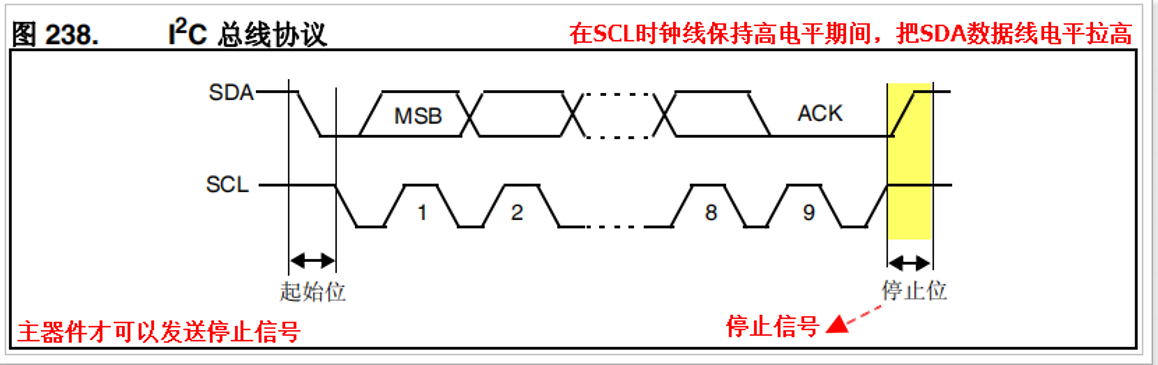 图 238. I²C 总线协议
在SCL时钟线保持高电平期间，把SDA数据线电平拉高
SDA
MSB
ACK
SCL
1
2
8
9
起始位
停止位
主器件才可以发送停止信号
停止信号